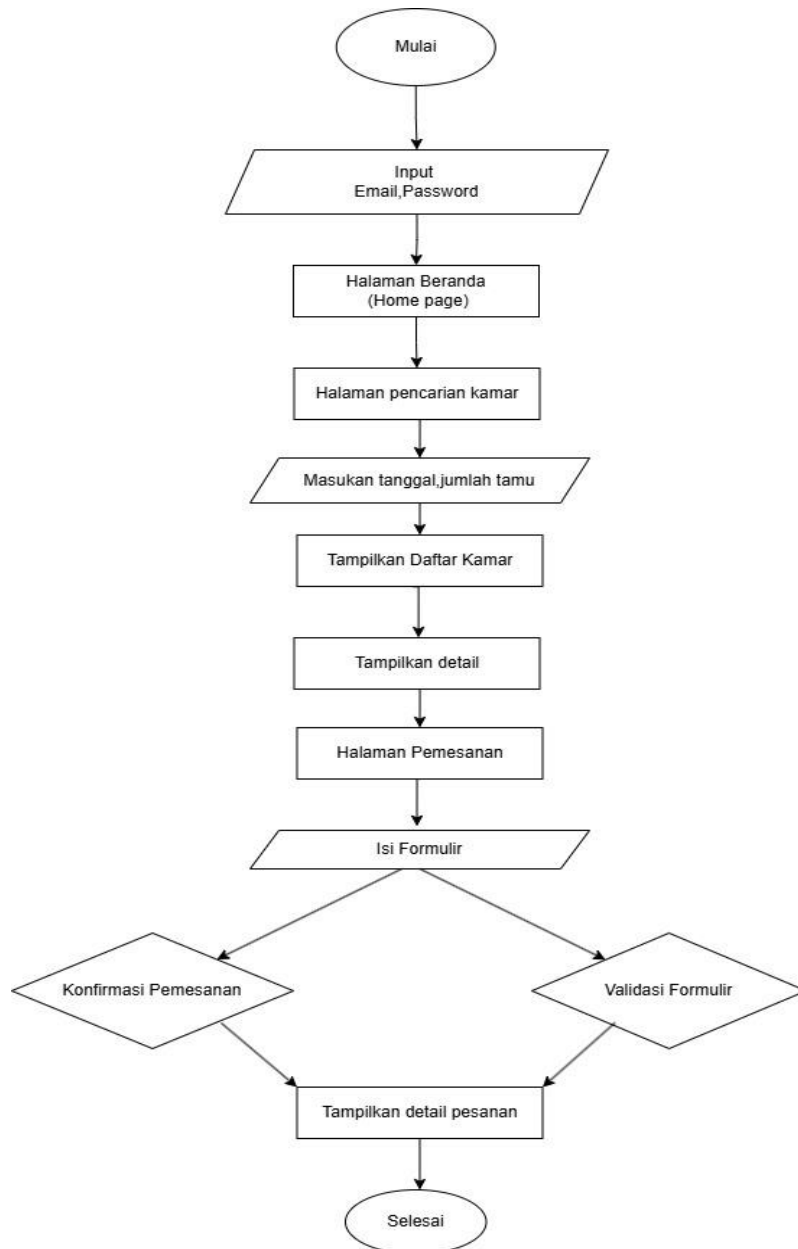 Mulai
Input
Email,Password
Halaman Beranda
(Home page)
Halaman pencarian kamar
Masukan tanggal,jumlah tamu
Tampilkan Daftar Kamar
Tampilkan detail
Halaman Pemesanan
Isi Formulir
Konfirmasi Pemesanan
Validasi Formulir
Tampilkan detail pesanan
Selesai